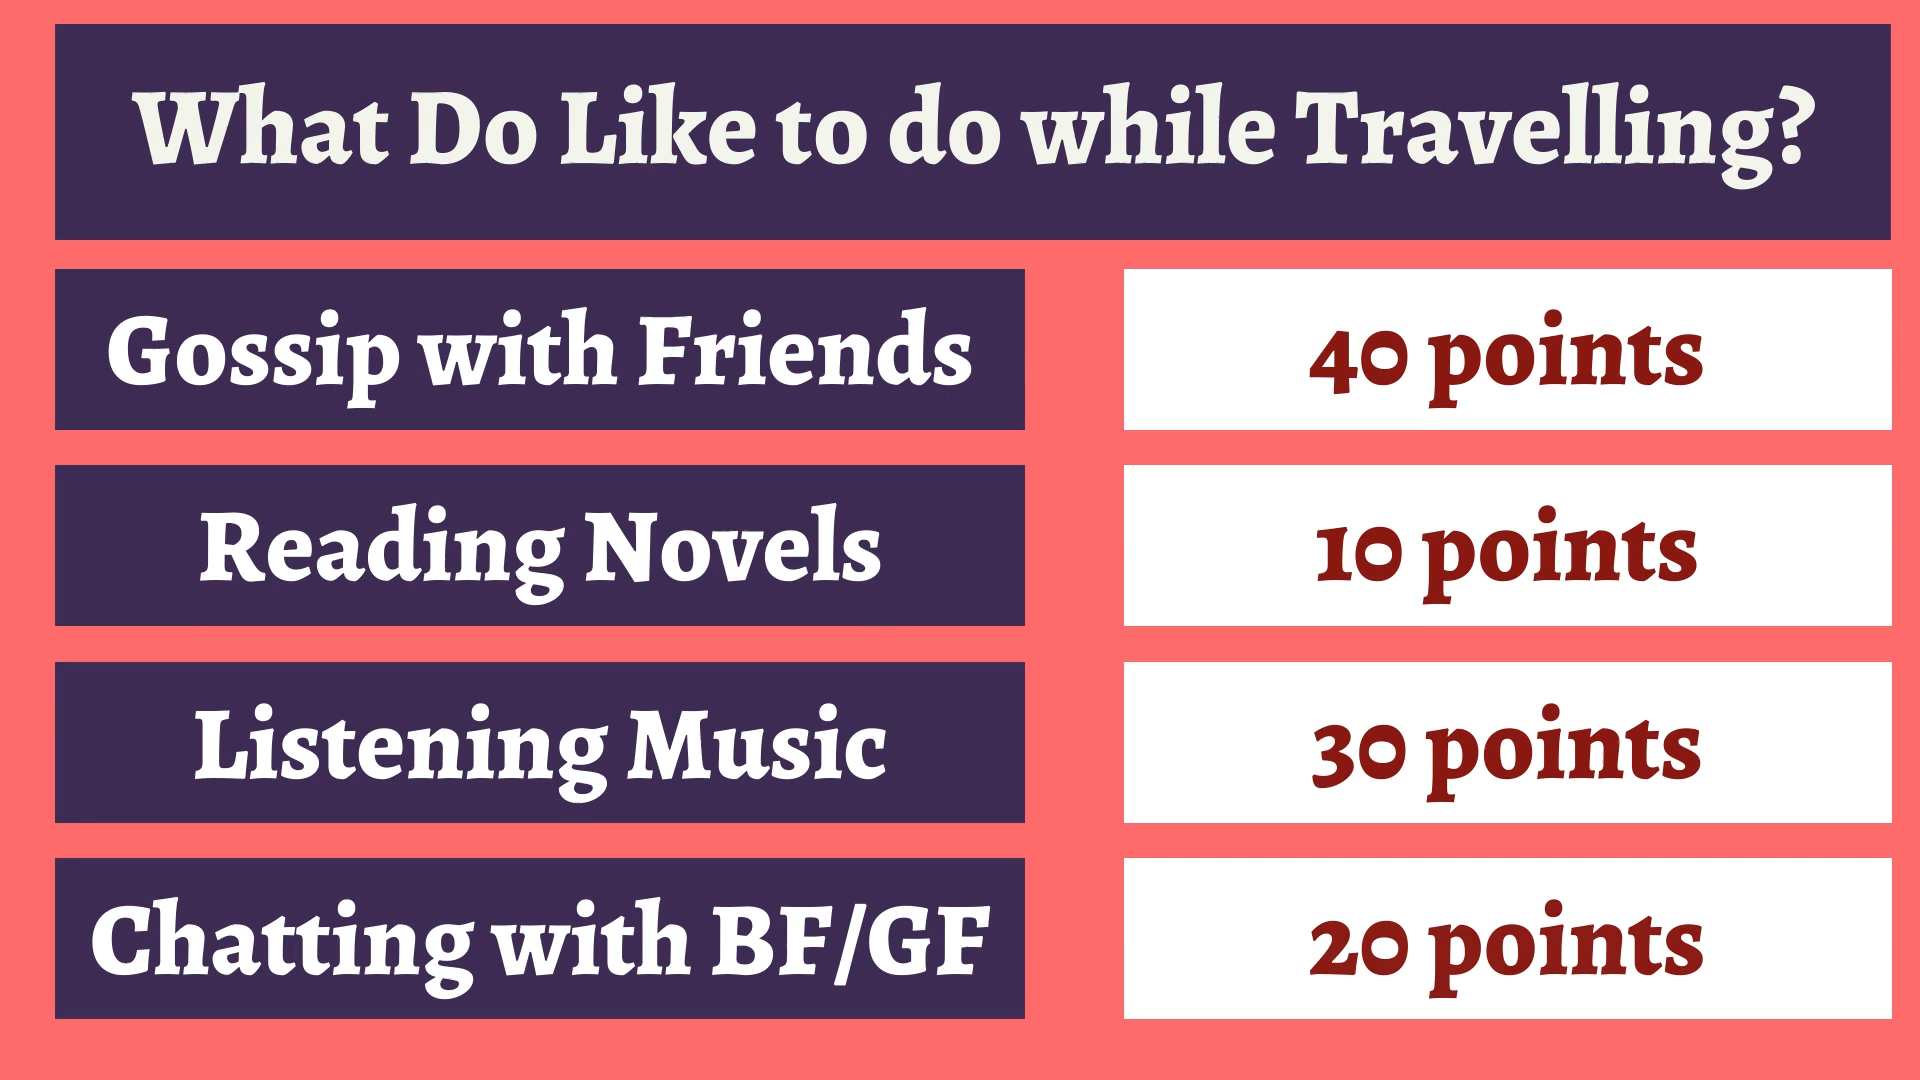 What Do Like to do while Travelling?
Gossip with Friends
40 points
Reading Novels
10 points
Listening Music
30 points
Chatting with BF/GF
20 points